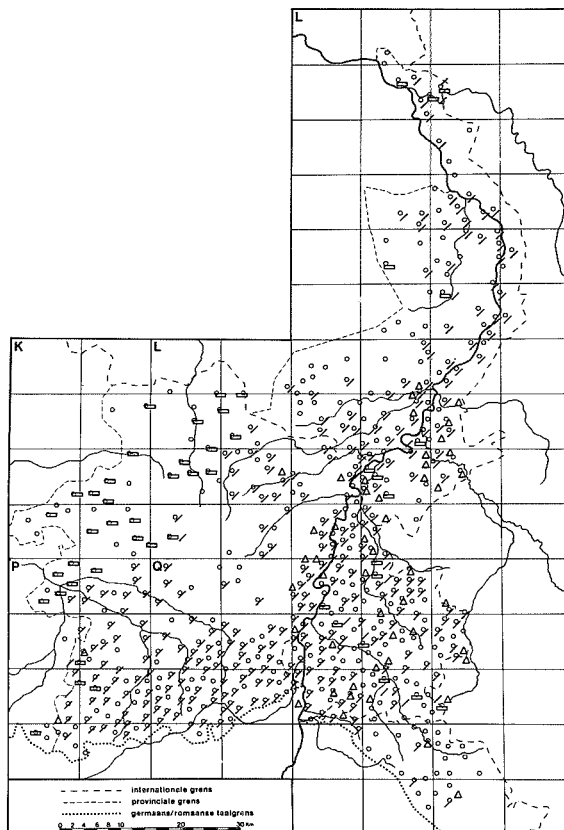 L
K
L
P
Q
internationale grens
provinciale grens
germaans/romaanse taalgrens
0 2 4 6 8 10 20 30 Km